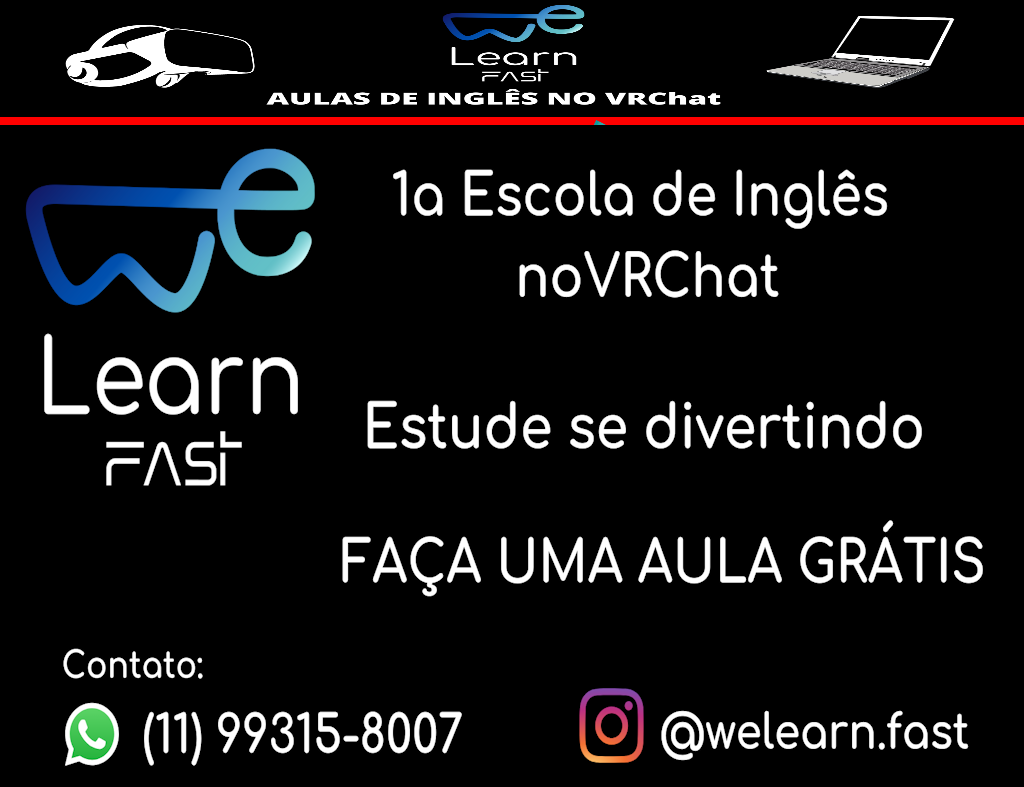 we
Learn
FAST
AULAS DE INGLÊS NO VRChat
we
Learn
FAST
1a Escola de Inglês
noVRChat
Estude se divertindo
FAÇA UMA AULA GRÁTIS
Contato:
(11) 99315-8007
@welearn.fast